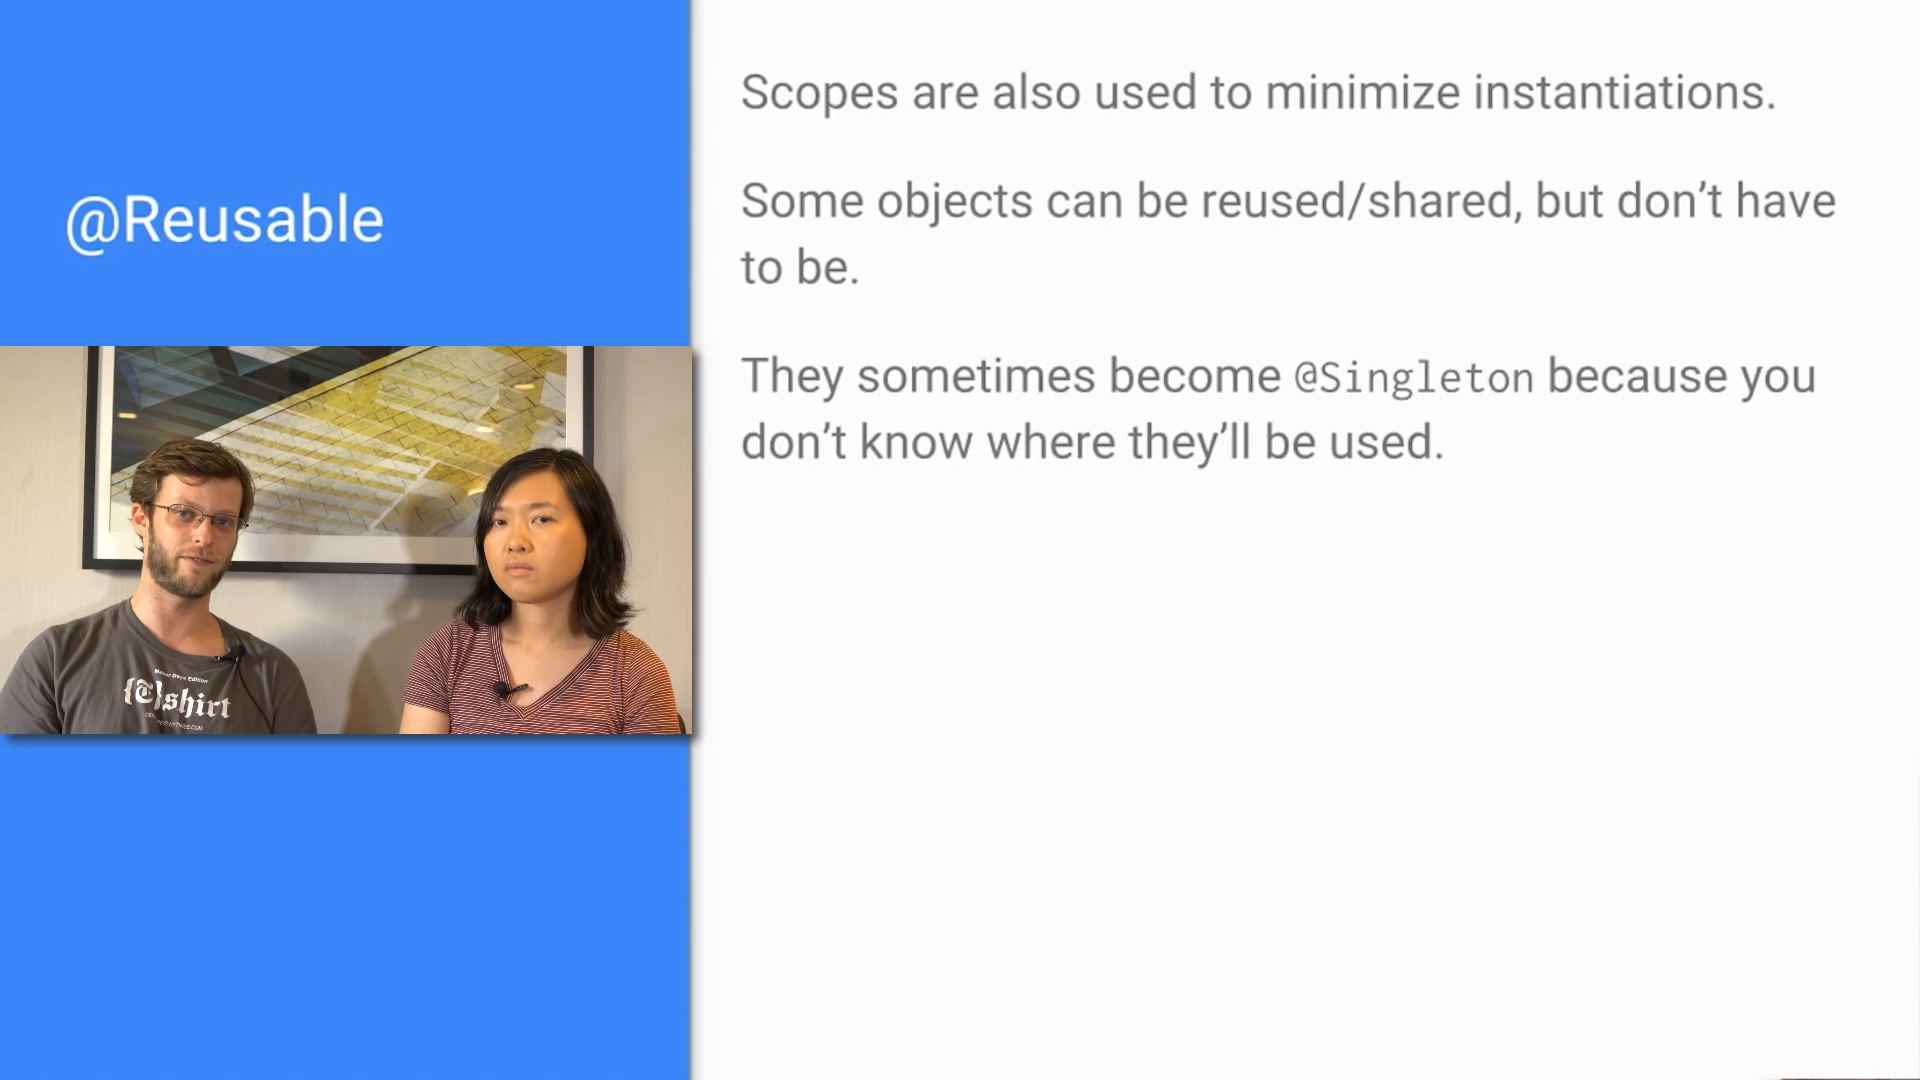 @Reusable
Scopes are also used to minimize instantiations.
Some objects can be reused/shared, but don’t have
to be.
They sometimes become @Singleton because you
don’t know where they’ll be used.
{T}shirt